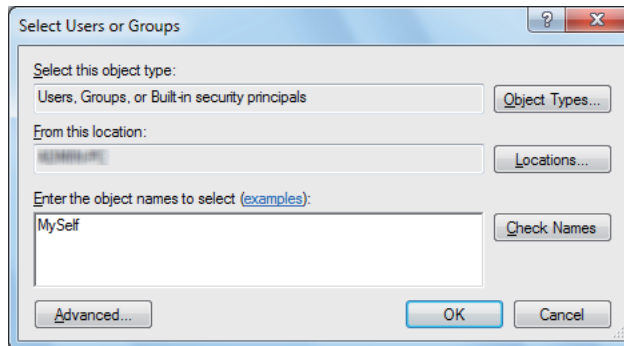 Select Users or Groups
Select this object type:
Users, Groups, or Built-in security principals
Object Types...
From this location:
Locations...
Enter the object names to select (examples):
MySelf
Check Names
Advanced...
OK
Cancel